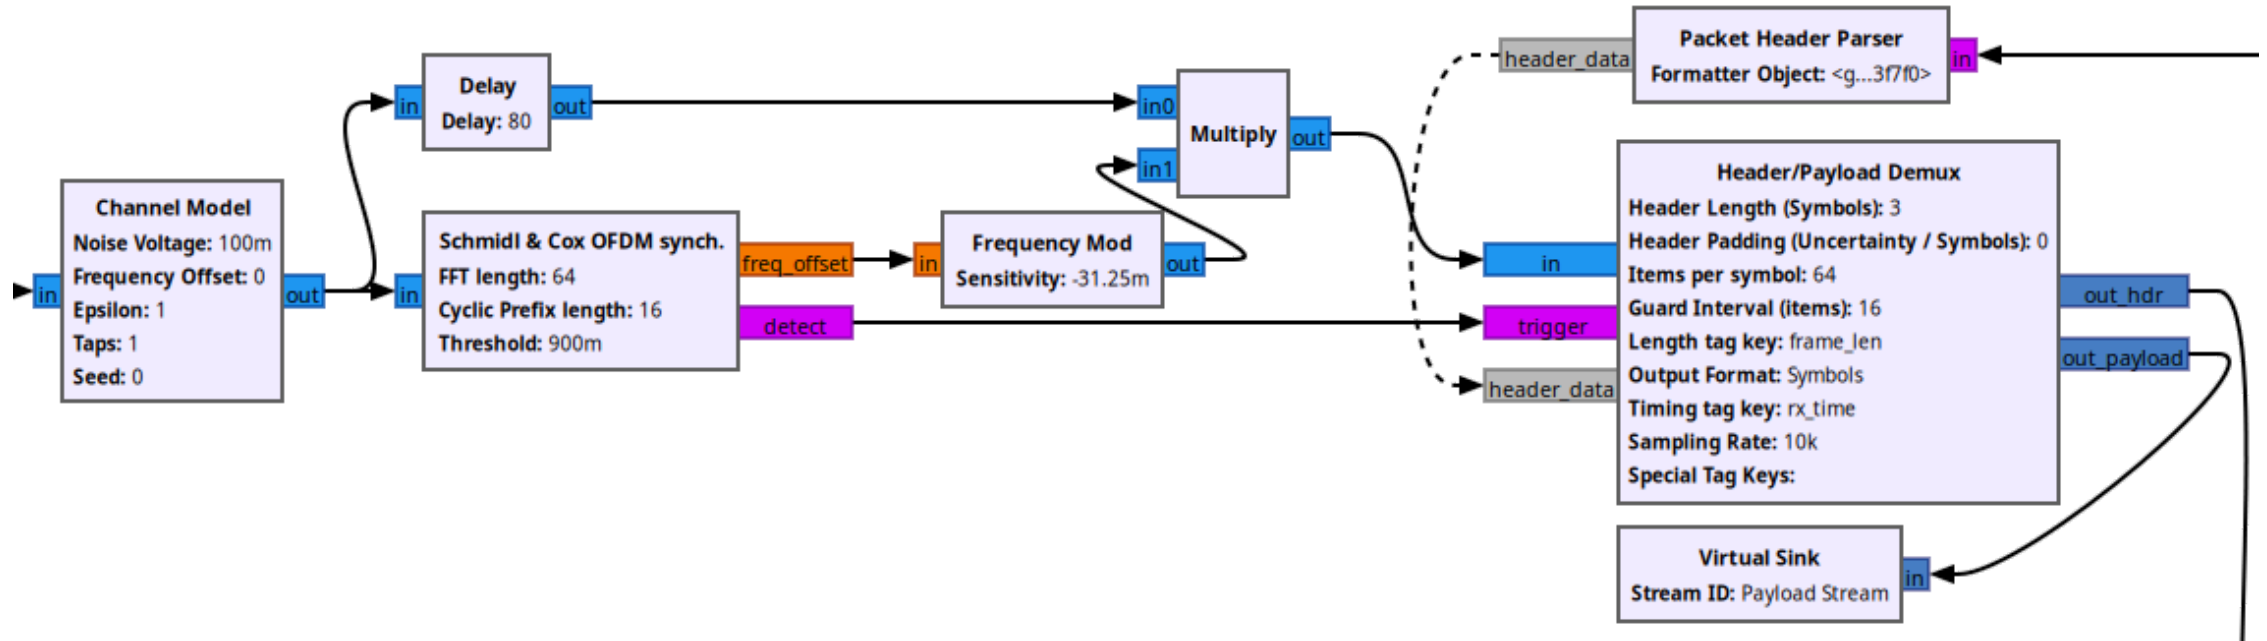 Channel Model
Noise Voltage: 100m
Frequency Offset: 0
Epsilon: 1
Taps: 1
Seed: 0
in
out
Delay
Delay: 80
in
out
Schmidl & Cox OFDM synch.
FFT length: 64
Cyclic Prefix length: 16
Threshold: 900m
in
freq_offset
detect
Frequency Mod
Sensitivity: -31.25m
in
out
Multiply
in0
in1
out
Packet Header Parser
Formatter Object: <g...3f7f0>
header_data
in
Header/Payload Demux
Header Length (Symbols): 3
Header Padding (Uncertainty / Symbols): 0
Items per symbol: 64
Guard Interval (items): 16
Length tag key: frame_len
Output Format: Symbols
Timing tag key: rx_time
Sampling Rate: 10k
Special Tag Keys:
in
trigger
header_data
out_hdr
out_payload
Virtual Sink
Stream ID: Payload Stream
in